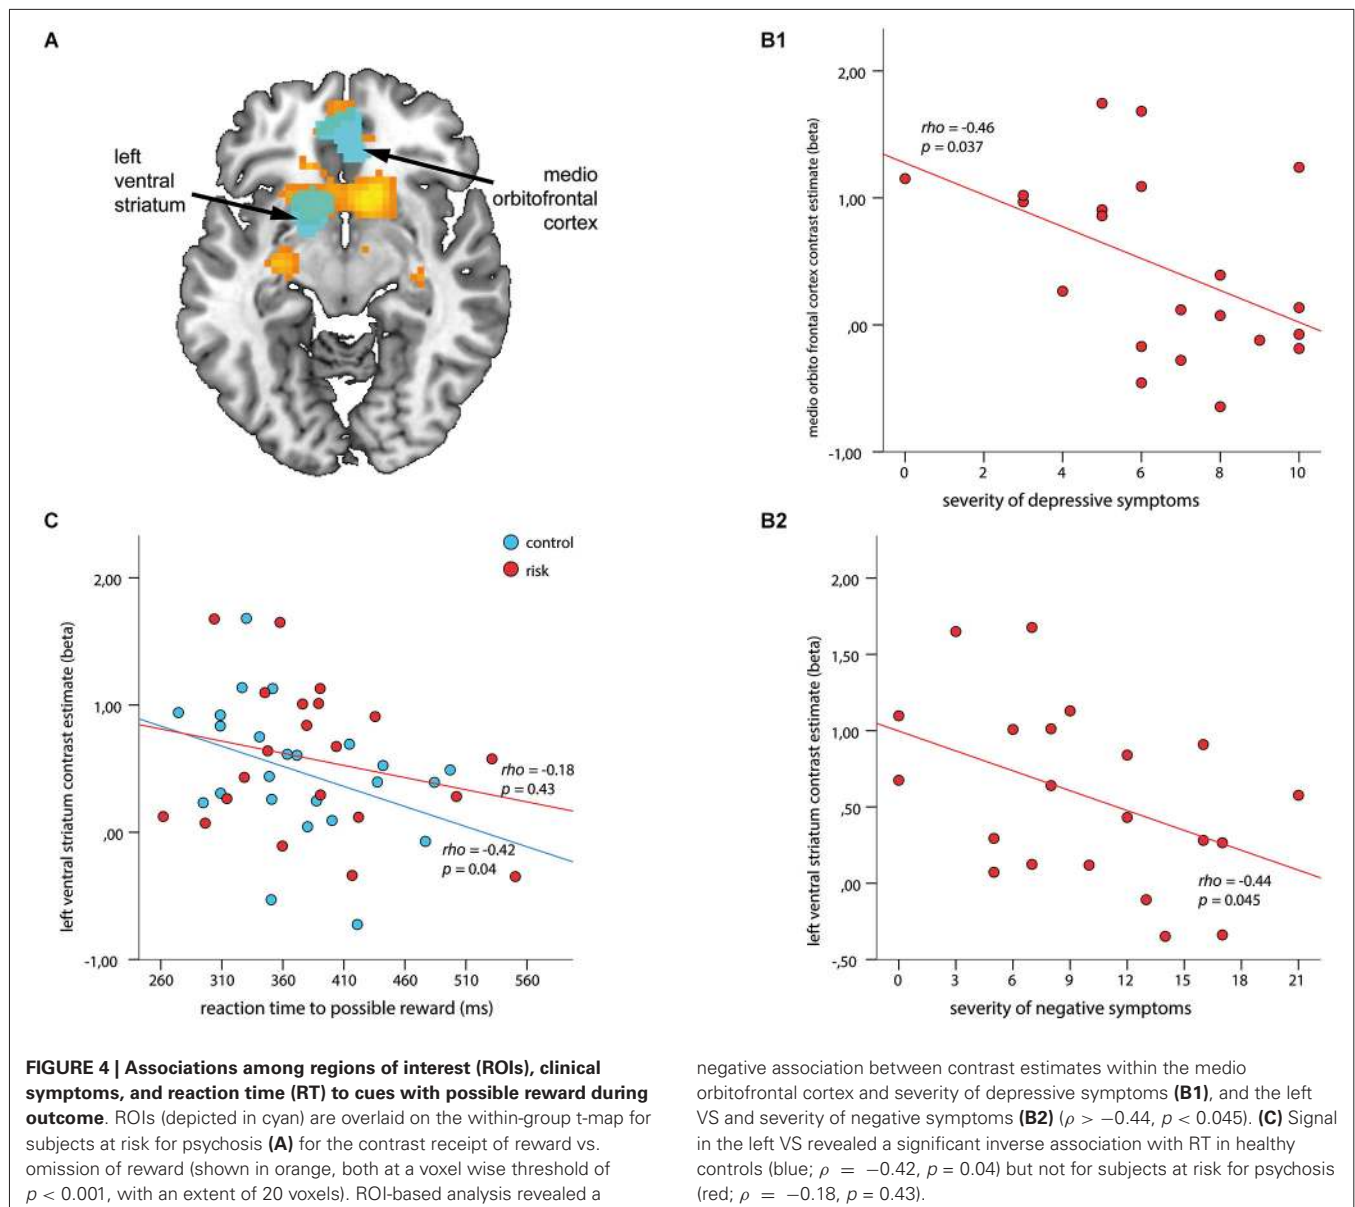 A
left
ventral
striatum
medio
orbitofrontal
cortex
B1
2,00
1,00
,00
-1,00
medio orbito frontal cortex contrast estimate (beta)
rho = -0.46
p = 0.037
0 2 4 6 8 10
severity of depressive symptoms
C
control
risk
2,00
1,00
,00
-1,00
left ventral striatum contrast estimate (beta)
rho = -0.18
p = 0.43
rho = -0.42
p = 0.04
260 310 360 410 460 510 560
reaction time to possible reward (ms)
B2
2,00
1,50
1,00
,50
,00
-,50
left ventral striatum contrast estimate (beta)
rho = -0.44
p = 0.045
0 3 6 9 12 15 18 21
severity of negative symptoms
FIGURE 4 | Associations among regions of interest (ROIs), clinical
symptoms, and reaction time (RT) to cues with possible reward during
outcome. ROIs (depicted in cyan) are overlaid on the within-group t-map for
subjects at risk for psychosis (A) for the contrast receipt of reward vs.
omission of reward (shown in orange, both at a voxel wise threshold of
p < 0.001, with an extent of 20 voxels). ROI-based analysis revealed a
negative association between contrast estimates within the medio
orbitofrontal cortex and severity of depressive symptoms (B1), and the left
VS and severity of negative symptoms (B2) (ρ > −0.44, p < 0.045). (C) Signal
in the left VS revealed a significant inverse association with RT in healthy
controls (blue; ρ = −0.42, p = 0.04) but not for subjects at risk for psychosis
(red; ρ = −0.18, p = 0.43).